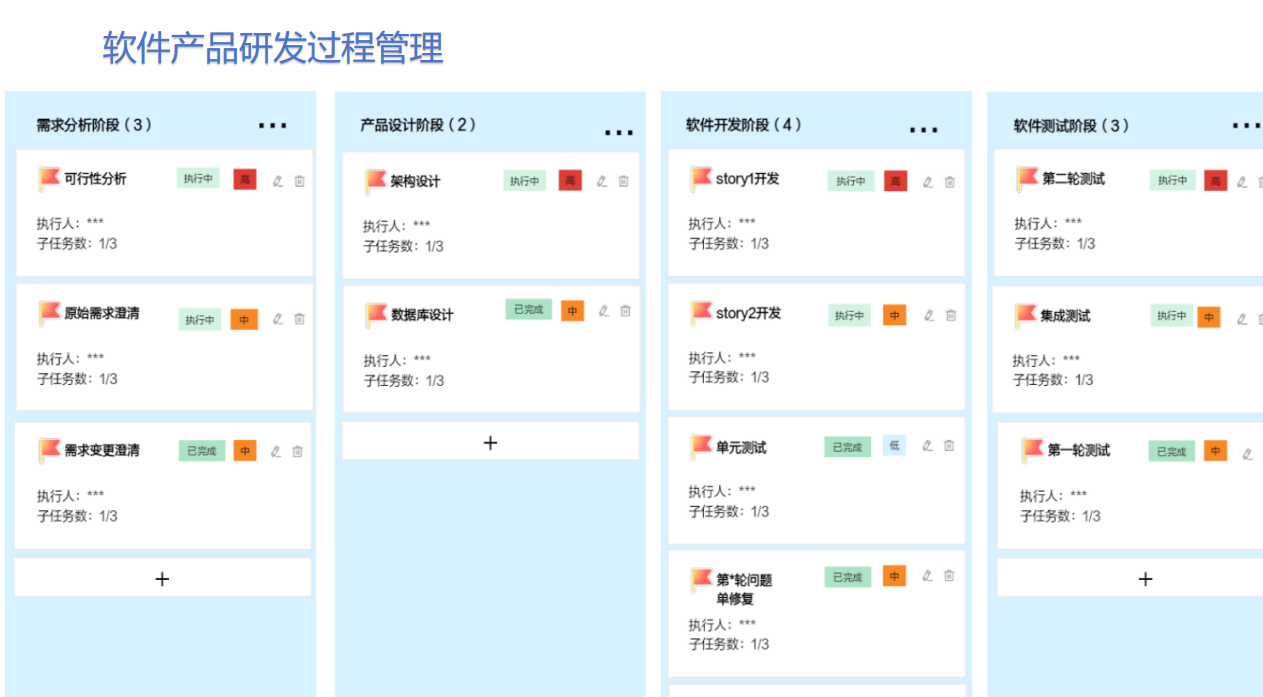 软件产品研发过程管理
需求分析阶段（3）
可行性分析 执行中 高
执行人：***
子任务数：1/3
原始需求澄清 执行中 中
执行人：***
子任务数：1/3
需求变更澄清 已完成 中
执行人：***
子任务数：1/3
+
产品设计阶段（2）
架构设计 执行中 高
执行人：***
子任务数：1/3
数据库设计 已完成 中
执行人：***
子任务数：1/3
+
软件开发阶段（4）
story1开发 执行中 高
执行人：***
子任务数：1/3
story2开发 执行中 中
执行人：***
子任务数：1/3
单元测试 已完成 低
执行人：***
子任务数：1/3
第*轮问题 已完成 中
单修复
执行人：***
子任务数：1/3
软件测试阶段（3）
第二轮测试 执行中 高
执行人：***
子任务数：1/3
集成测试 执行中 中
执行人：***
子任务数：1/3
第一轮测试 已完成 中
执行人：***
子任务数：1/3
+